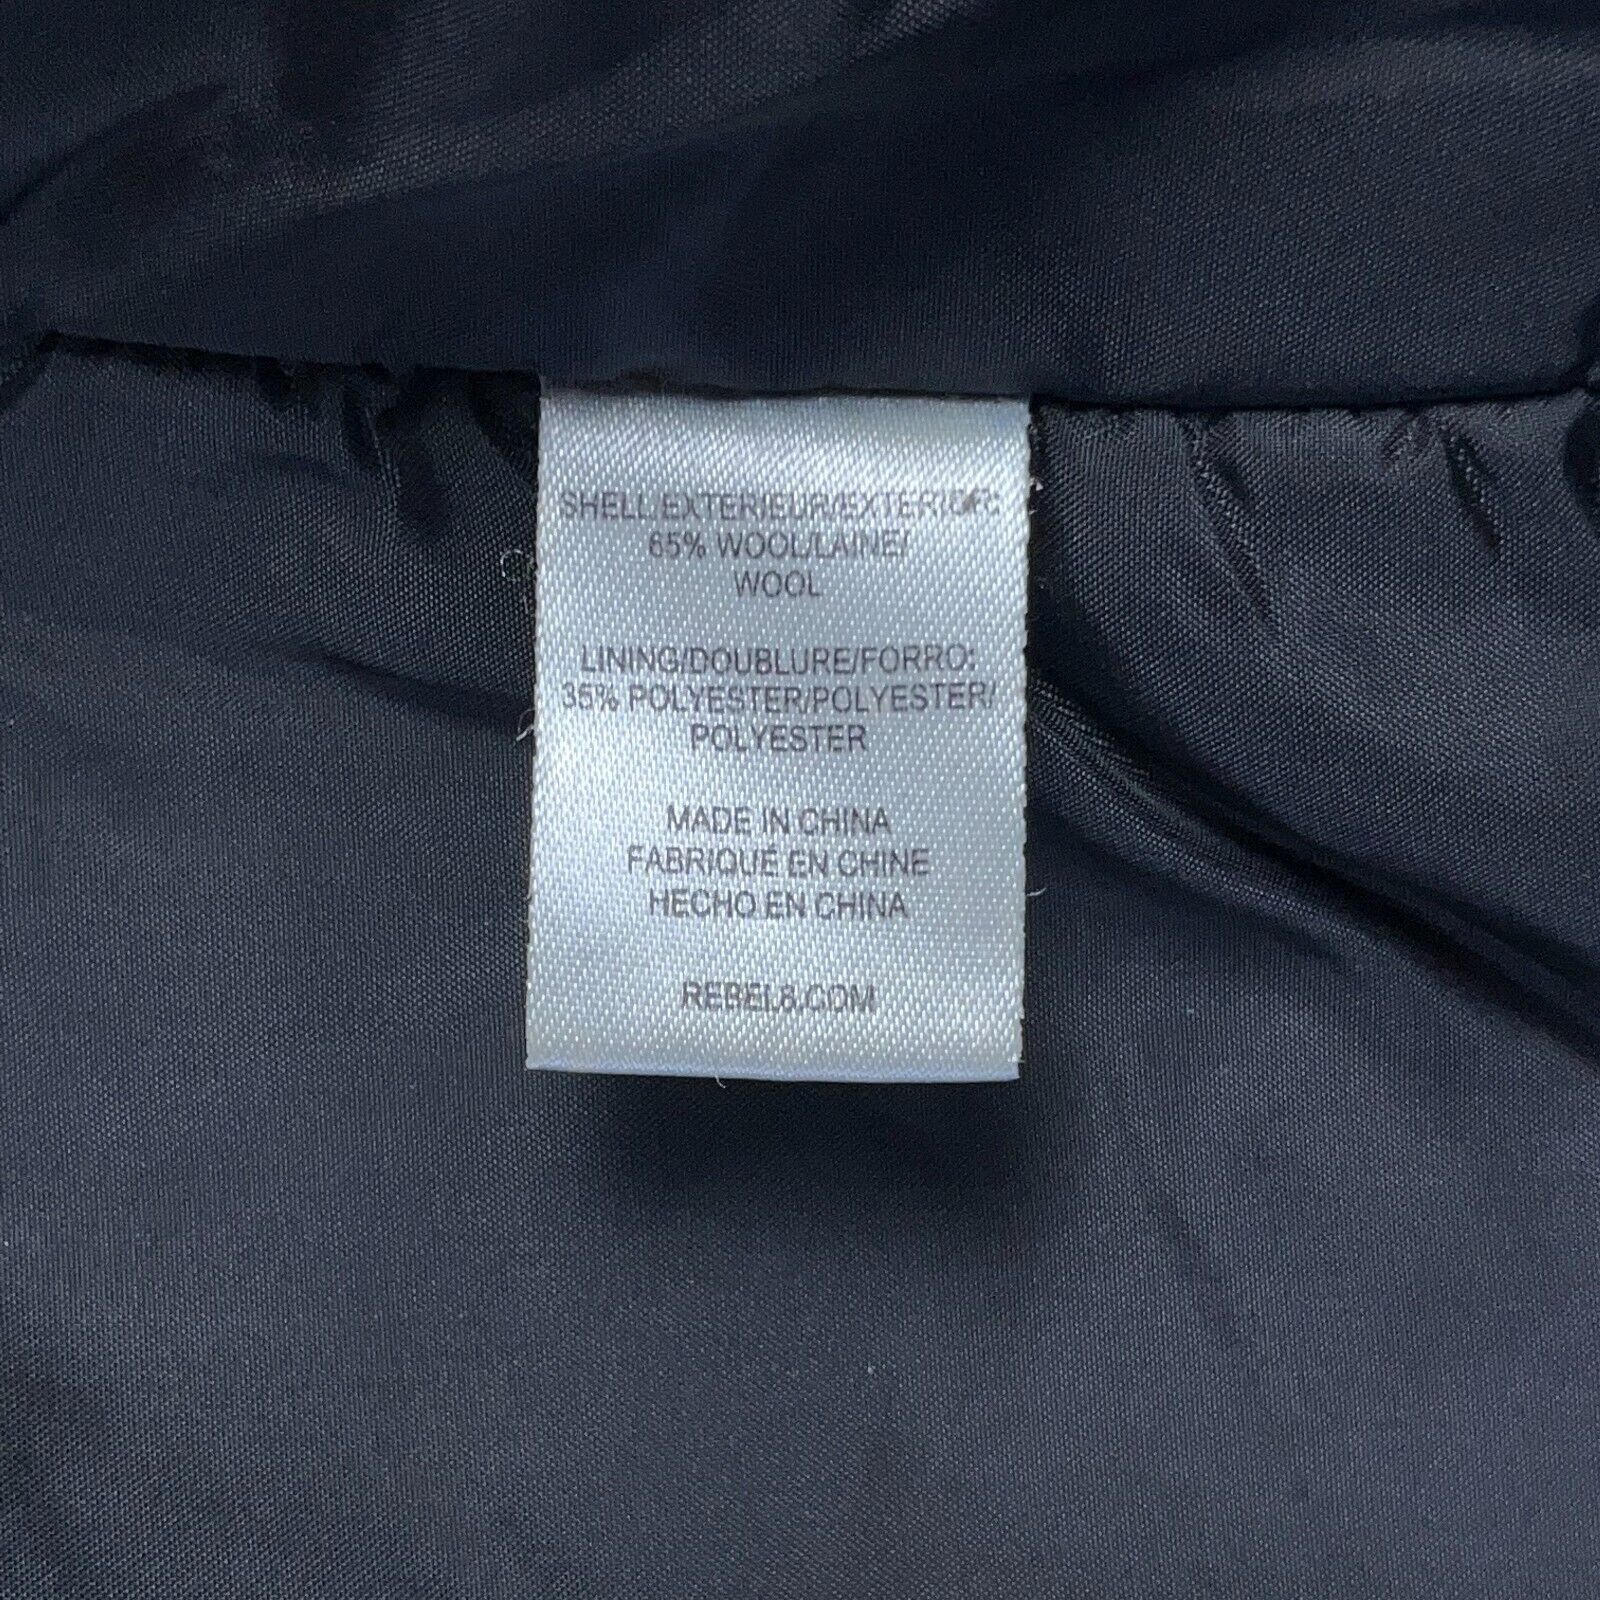 SHELL/EXTERIEUR/EXTERIOR:
65% WOOL/LAINE/
WOOL
LINING/DOUBLURE/FORRO:
35% POLYESTER/POLYESTER/
POLYESTER
MADE IN CHINA
FABRIQUÉ EN CHINE
HECHO EN CHINA
REBEL8.COM